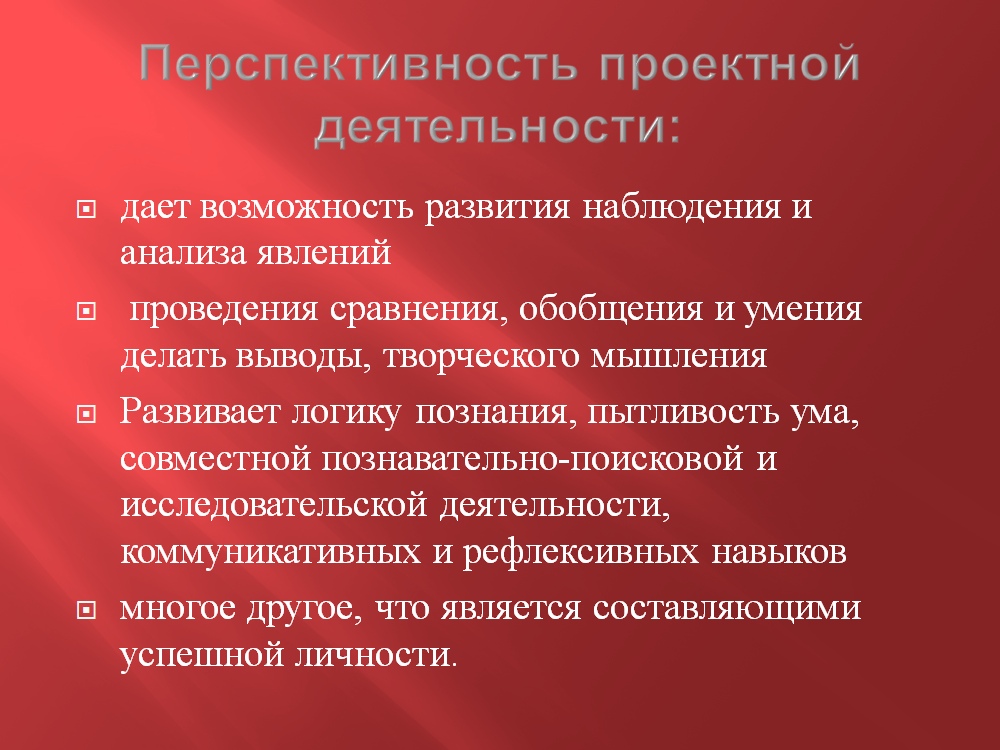 Перспективность проектной
деятельности:
дает возможность развития наблюдения и
анализа явлений
проведения сравнения, обобщения и умения
делать выводы, творческого мышления
Развивает логику познания, пытливость ума,
совместной познавательно-поисковой и
исследовательской деятельности,
коммуникативных и рефлексивных навыков
многое другое, что является составляющими
успешной личности.